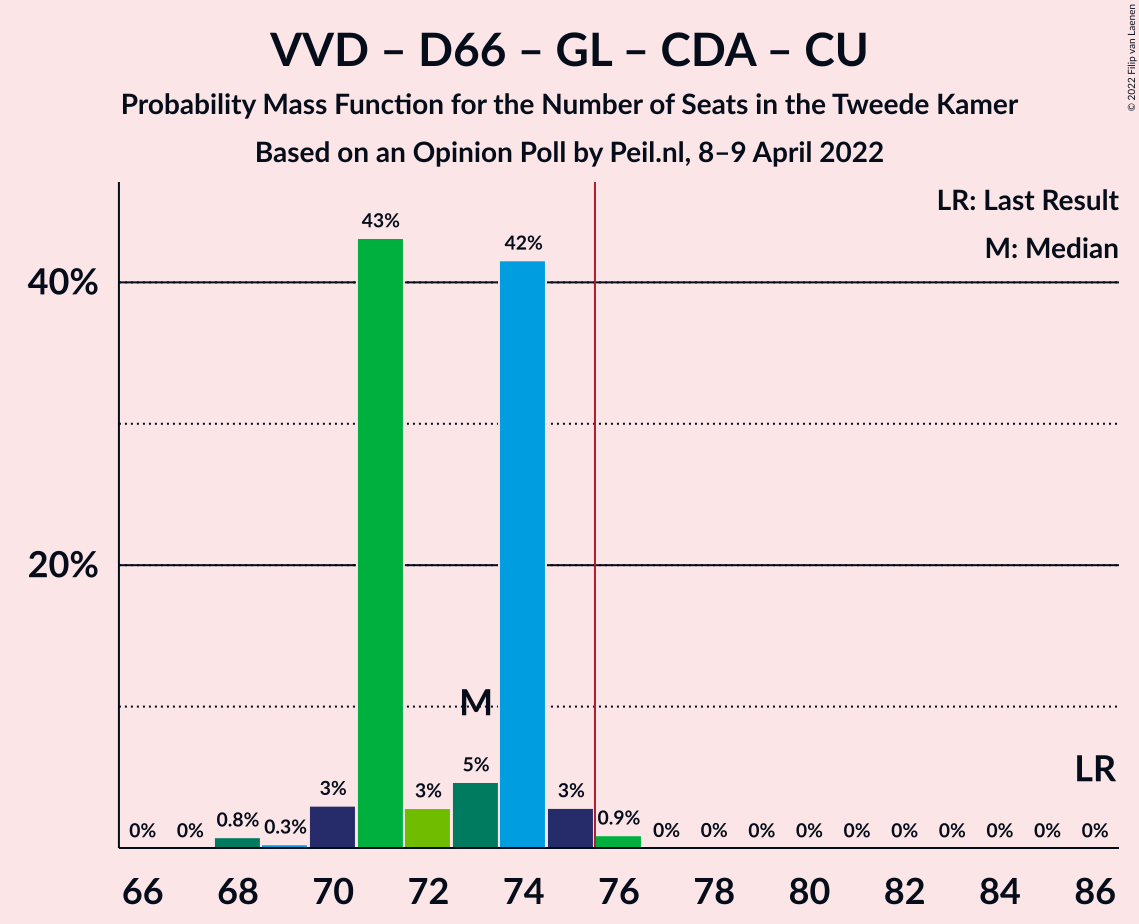 VVD – D66 – GL – CDA – CU
Probability Mass Function for the Number of Seats in the Tweede Kamer
Based on an Opinion Poll by Peil.nl, 8–9 April 2022
© 2022 Filip van Laenen
LR: Last Result
M: Median
43%
42%
40%
20%
M
5%
LR
3%
3%
3%
0.8%
0.3%
0.9%
0% 0% 0% 0% 0% 0% 0% 0% 0% 0% 0% 0%
66 68 70 72 74 76 78 80 82 84 86